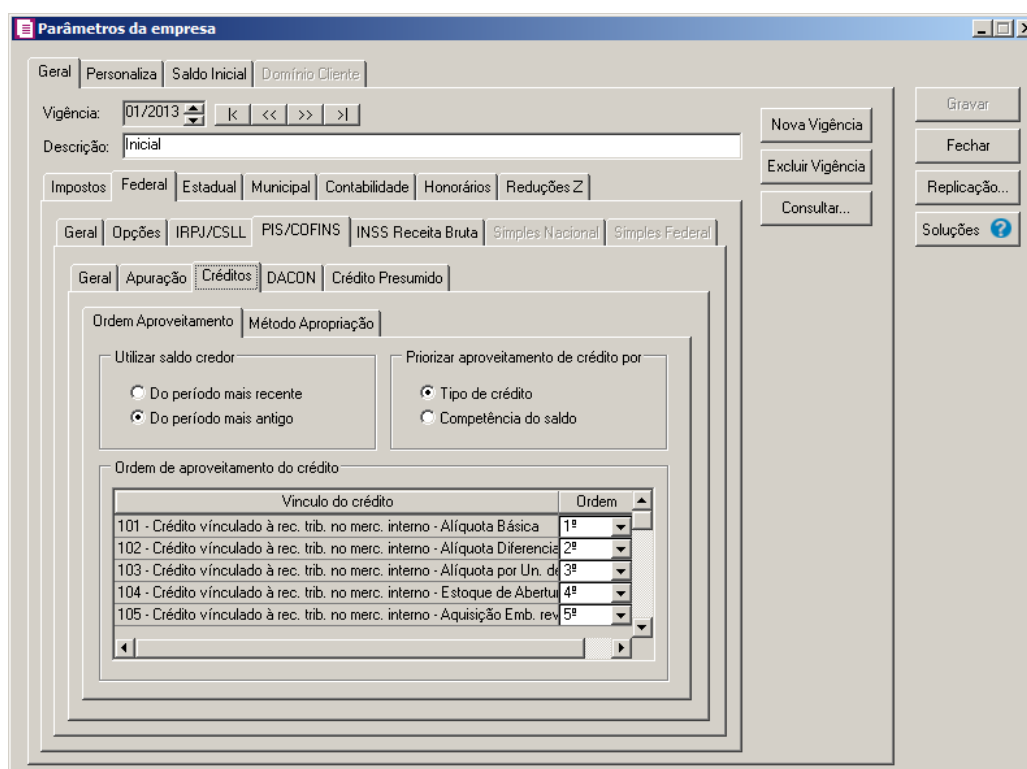 Parâmetros da empresa
Geral Personaliza Saldo Inicial Domínio Cliente
Vigência: 01/2013 |< << >> >|
Descrição: Inicial
Nova Vigência
Excluir Vigência
Consultar...
Gravar
Fechar
Replicação...
Soluções ?
Impostos Federal Estadual Municipal Contabilidade Honorários Reduções Z
Geral Opções IRPJ/CSLL PIS/COFINS INSS Receita Bruta Simples Nacional Simples Federal
Geral Apuração Créditos DACON Crédito Presumido
Ordem Aproveitamento Método Apropriação
Utilizar saldo credor
Do período mais recente
Do período mais antigo
Priorizar aproveitamento de crédito por
Tipo de crédito
Competência do saldo
Ordem de aproveitamento do crédito
Vinculo do crédito Ordem
101 - Crédito vínculado à rec. trib. no merc. interno - Alíquota Básica 1ª
102 - Crédito vínculado à rec. trib. no merc. interno - Alíquota Diferencia 2ª
103 - Crédito vínculado à rec. trib. no merc. interno - Alíquota por Un. de 3ª
104 - Crédito vínculado à rec. trib. no merc. interno - Estoque de Abertu 4ª
105 - Crédito vínculado à rec. trib. no merc. interno - Aquisição Emb. rev 5ª